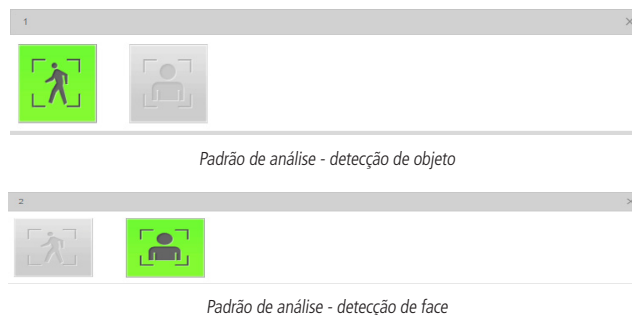 1
Padrão de análise - detecção de objeto
2
Padrão de análise - detecção de face